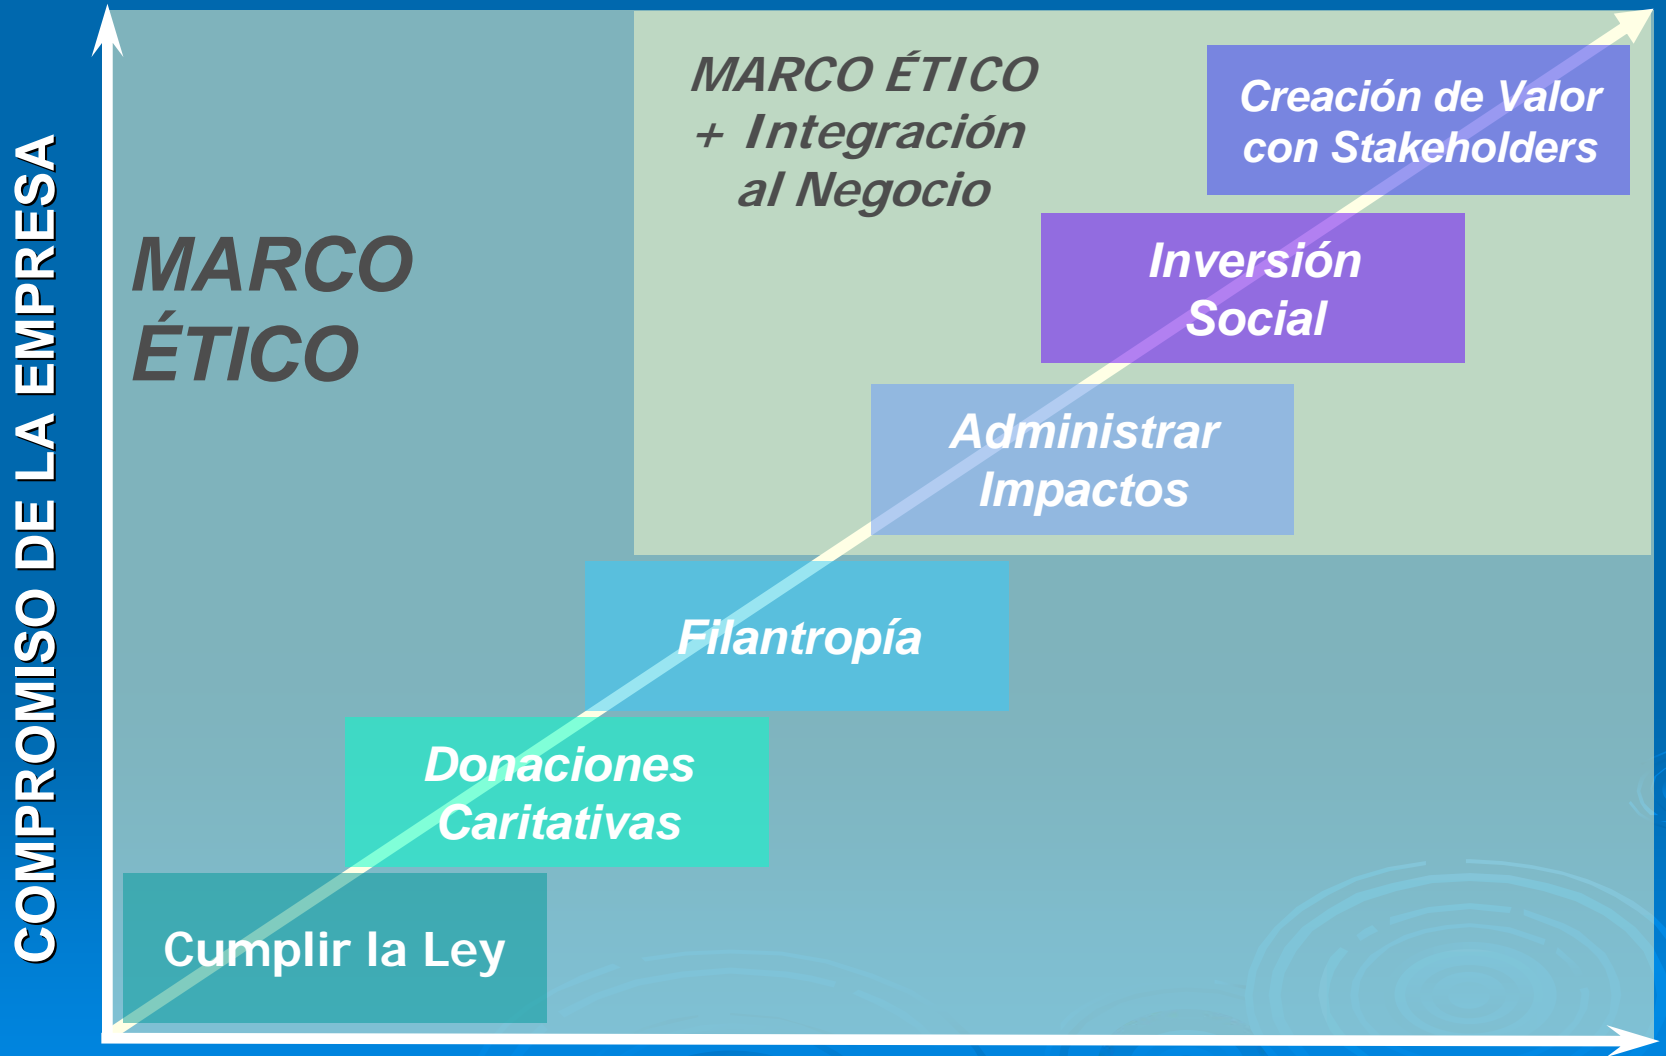 COMPROMISO DE LA EMPRESA
MARCO
ÉTICO
MARCO ÉTICO
+ Integración
al Negocio
Creación de Valor
con Stakeholders
Inversión
Social
Administrar
Impactos
Filantropía
Donaciones
Caritativas
Cumplir la Ley